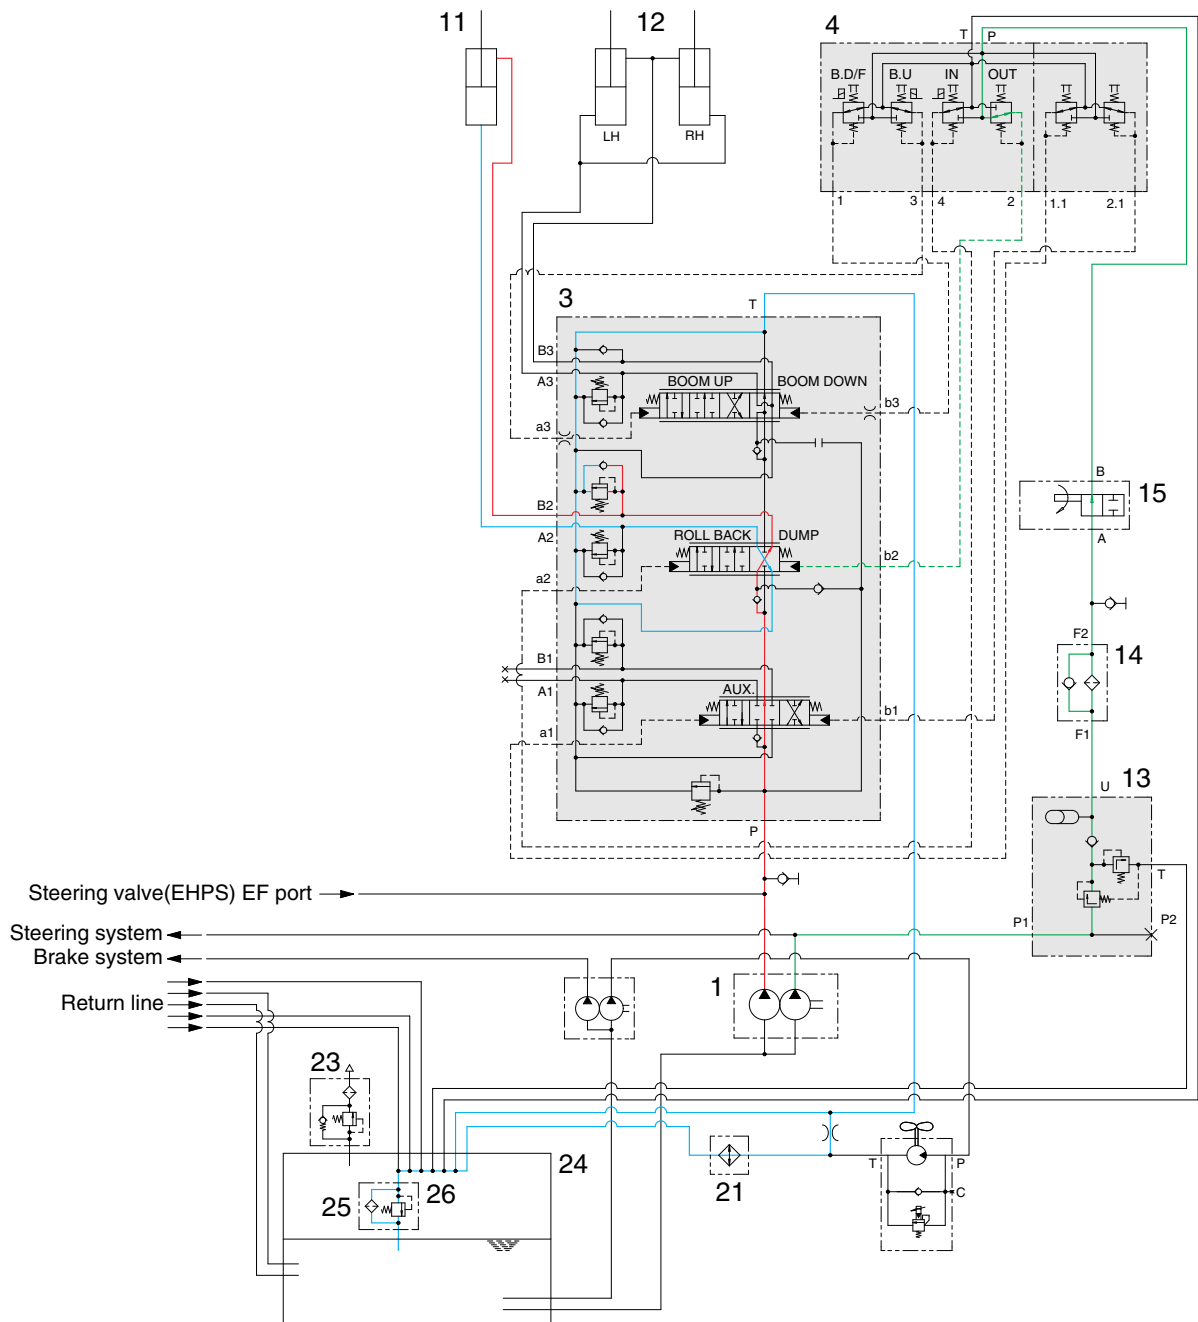 11
12
4
T
P
B.D/F
B.U
IN
OUT
LH
RH
1
3
4
2
1.1
2.1
3
T
B3
A3
BOOM UP
BOOM DOWN
b3
a3
B
15
A
B2
A2
ROLL BACK
DUMP
b2
a2
F2
14
F1
B1
A1
AUX.
b1
a1
U
13
P
T
Steering valve(EHPS) EF port
Steering system
P1
P2
Brake system
1
Return line
23
24
T
P
25
26
21
C